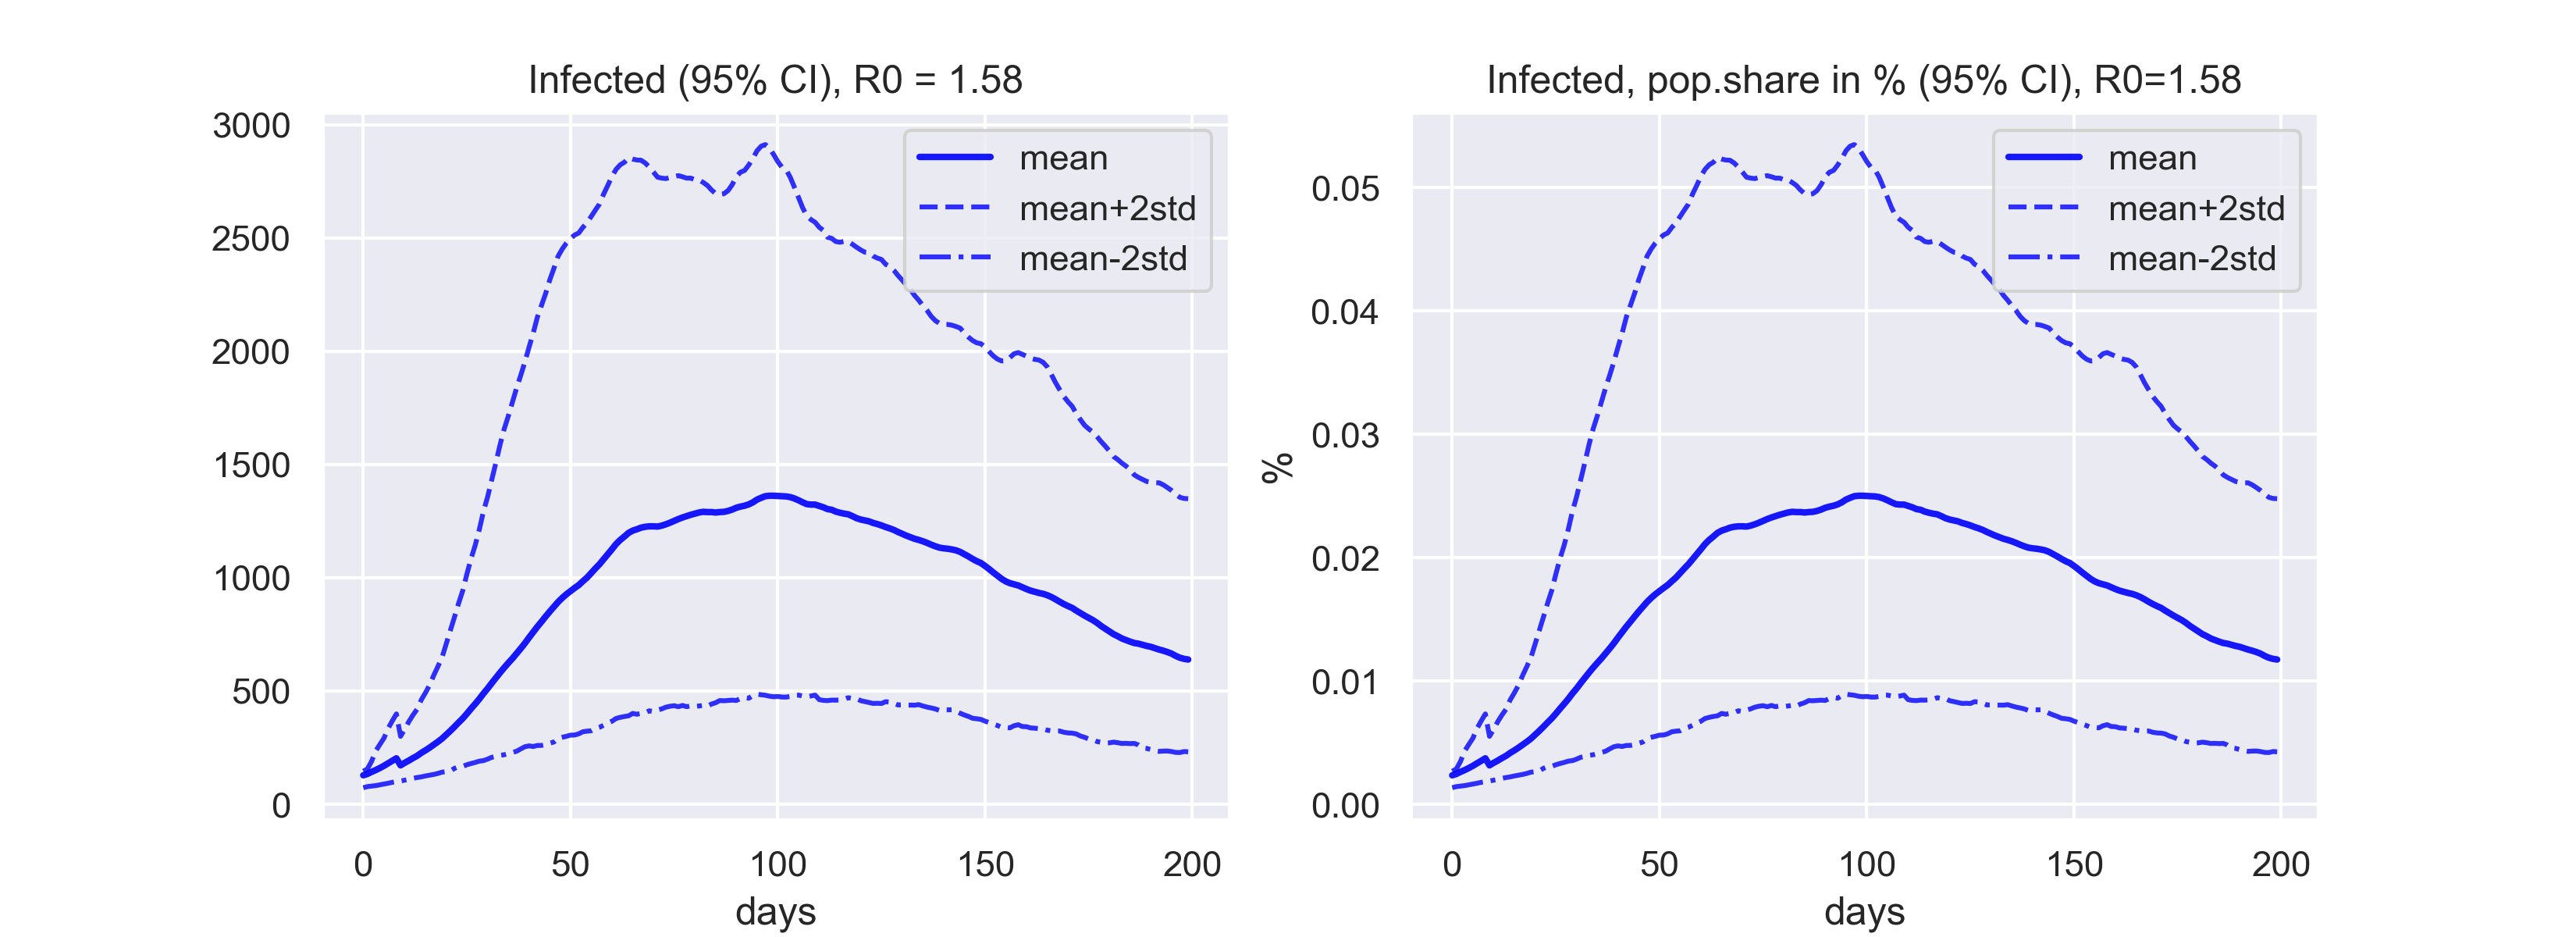 Infected (95% CI), R0 = 1.58
3000
2500
2000
1500
1000
500
0
0 50 100 150 200
days
mean
mean+2std
mean-2std
Infected, pop.share in % (95% CI), R0=1.58
%
0.05
0.04
0.03
0.02
0.01
0.00
0 50 100 150 200
days
mean
mean+2std
mean-2std